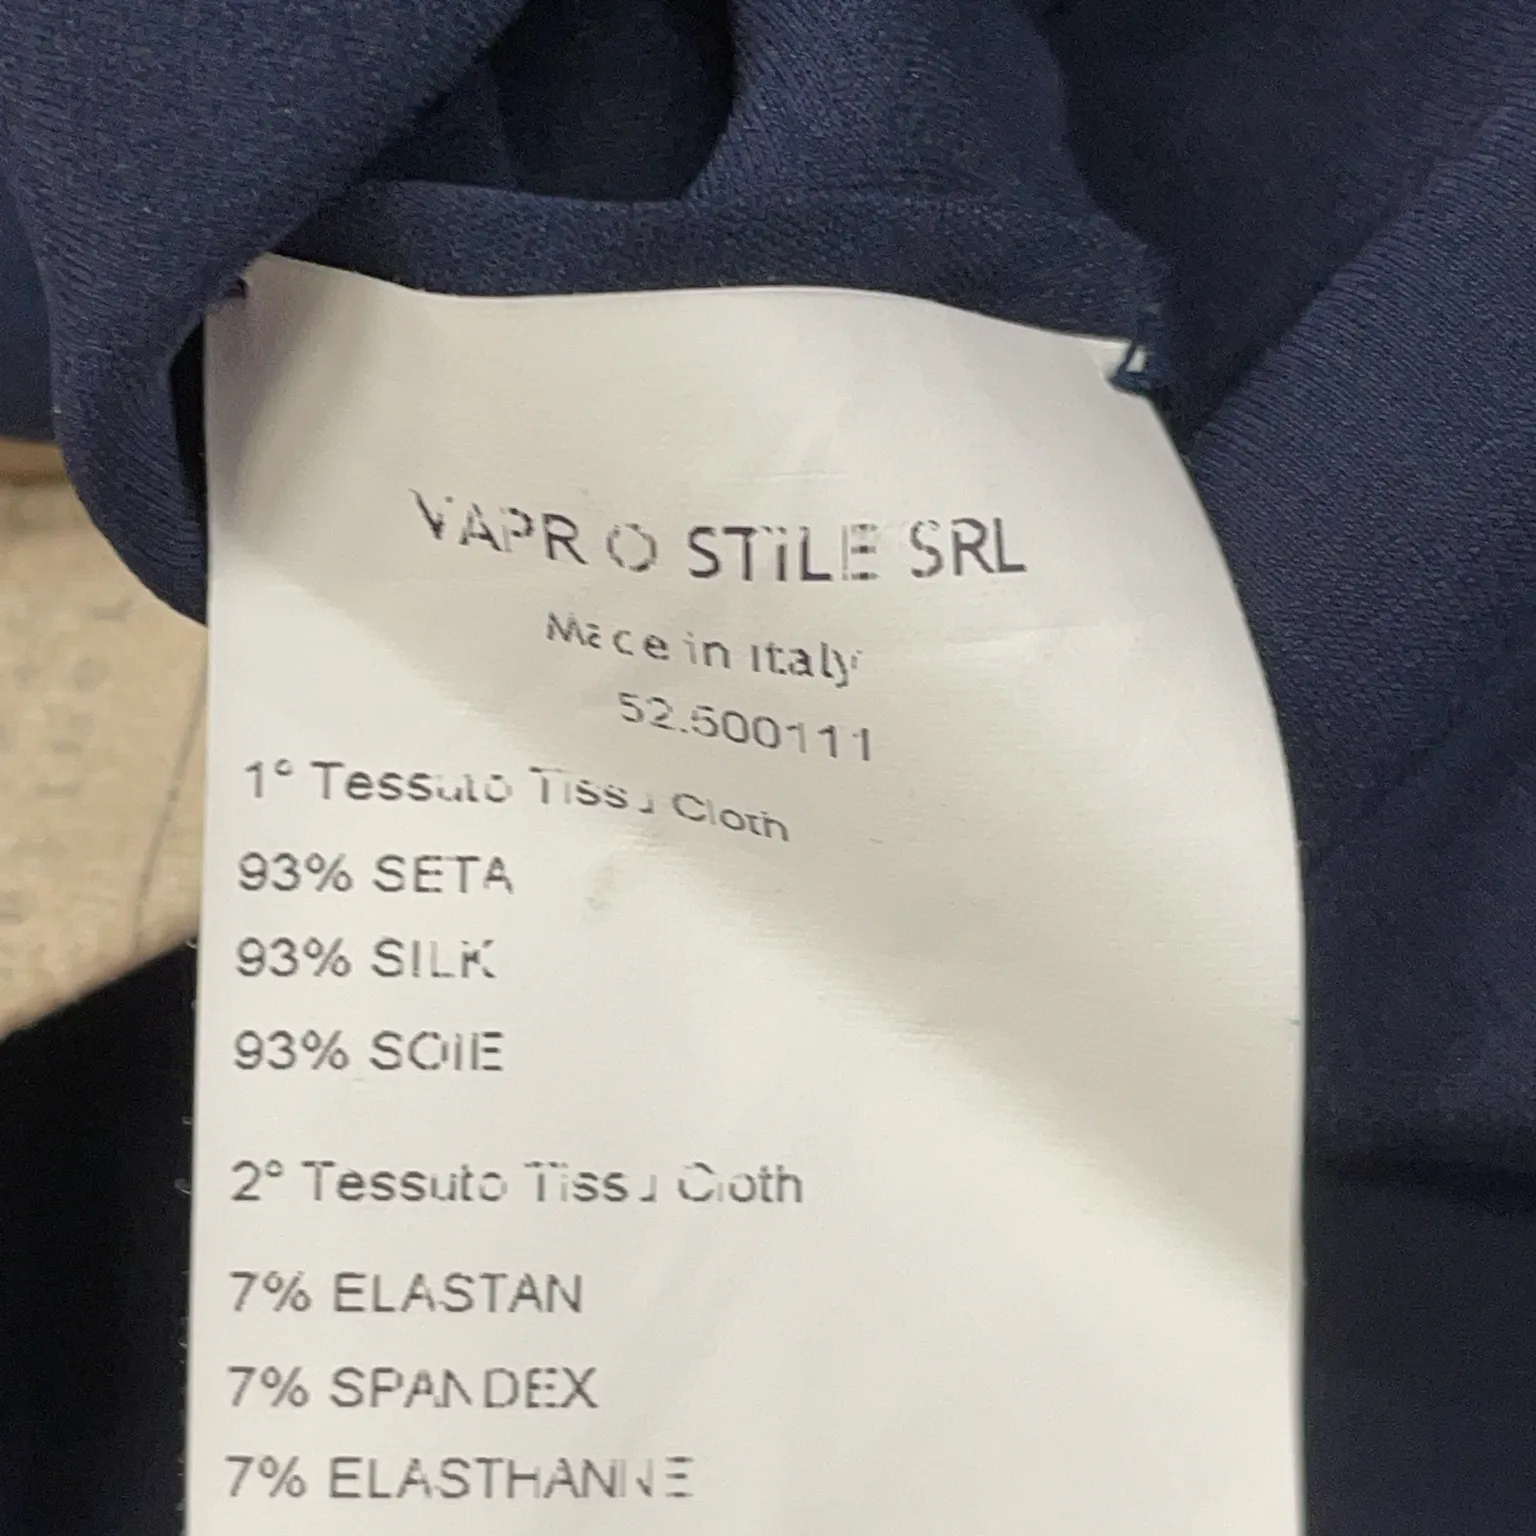 VAPRO STILE SRL
Made in Italy
52.500111
1° Tessuto Tissu Cloth
93% SETA
93% SILK
93% SOIE
2° Tessuto Tissu Cloth
7% ELASTAN
7% SPANDEX
7% ELASTHANNE